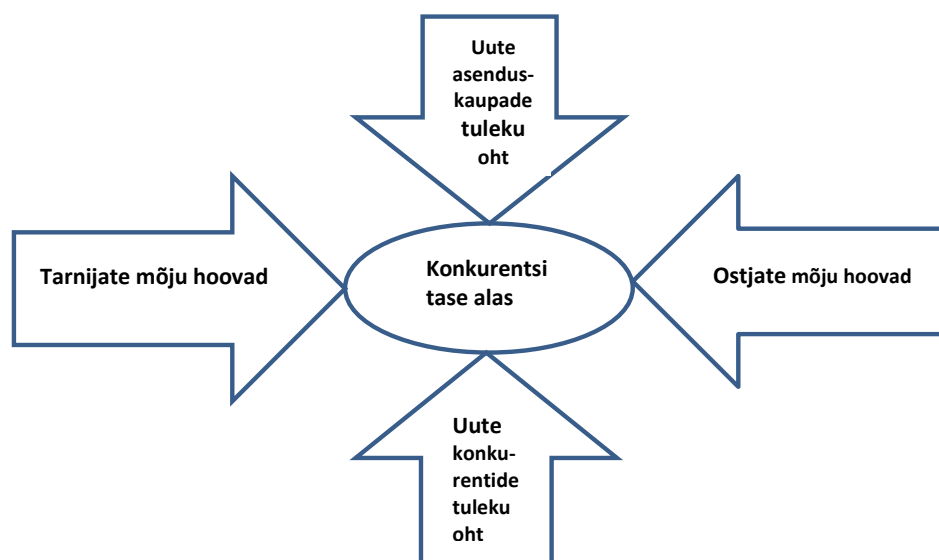 Uute
asendus-
kaupade
tuleku
oht
Tarnijate mõju hoovad
Konkurentsi
tase alas
Ostjate mõju hoovad
Uute
konku-
rentide
tuleku
oht